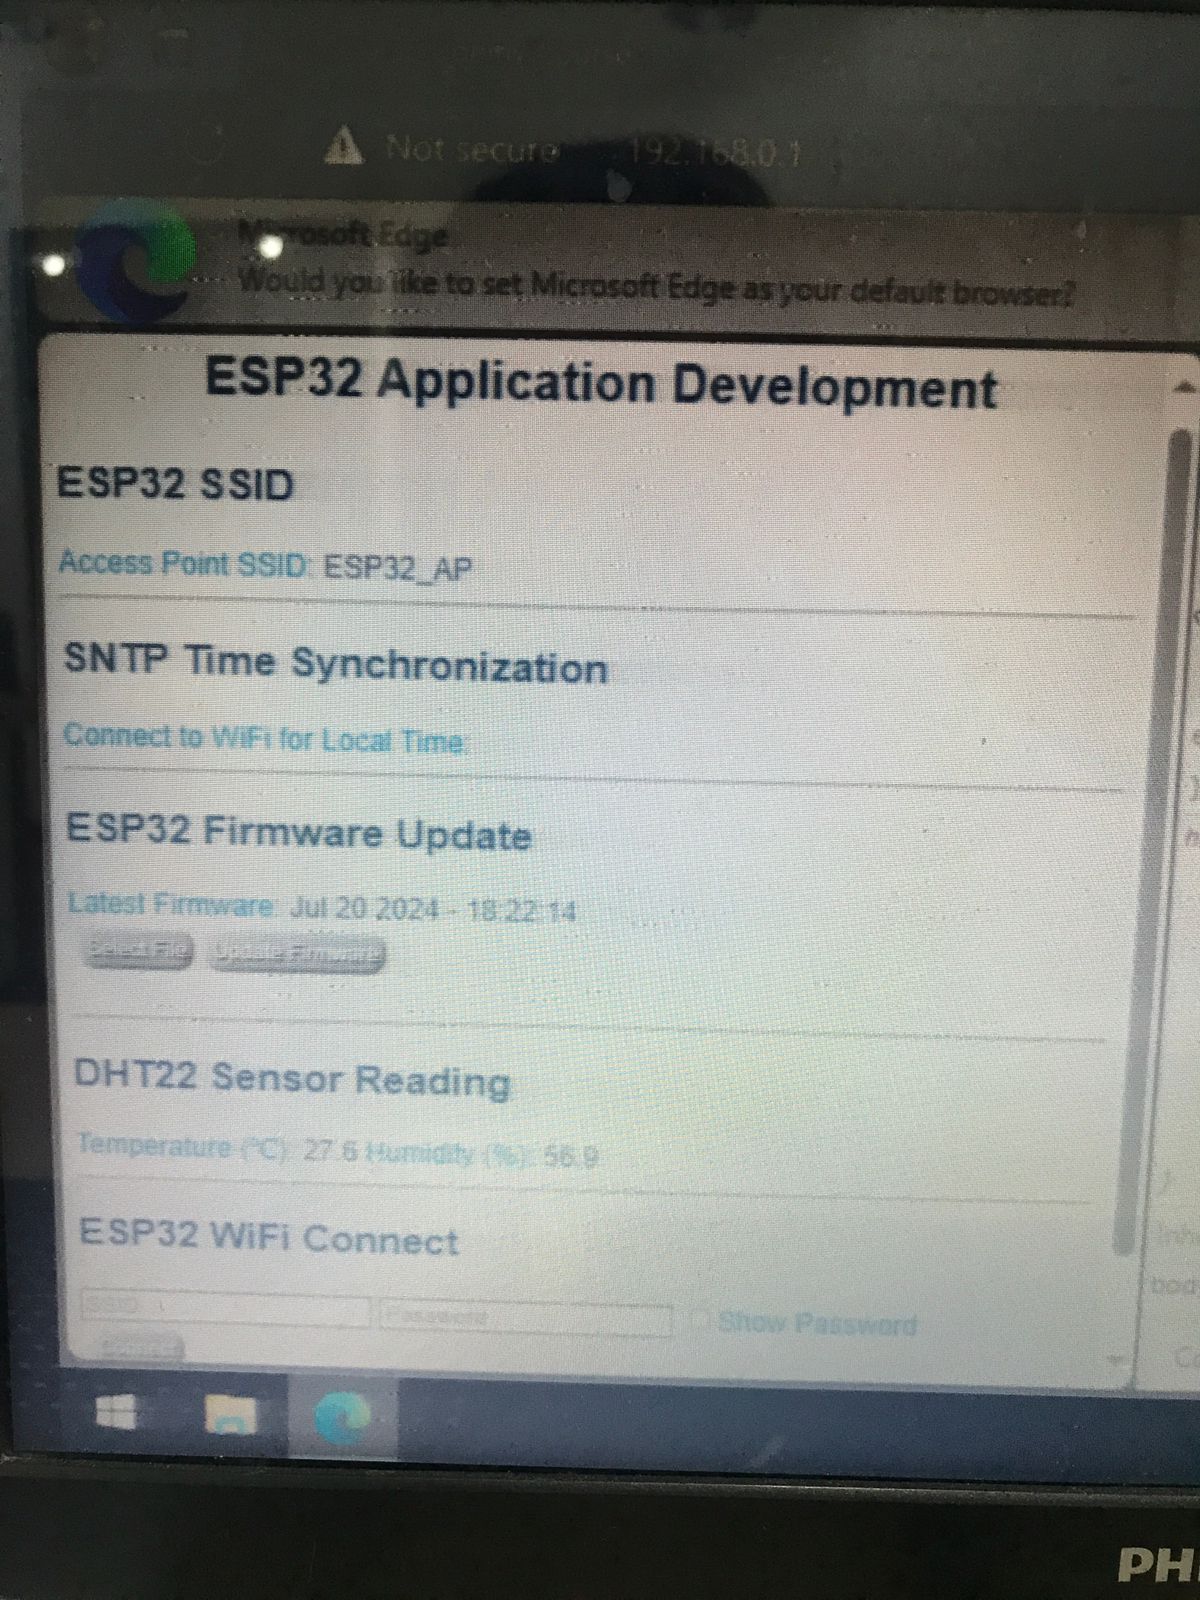 Not secure 192.168.0.1
Microsoft Edge
Would you like to set Microsoft Edge as your default browser?
ESP32 Application Development
ESP32 SSID
Access Point SSID: ESP32_AP
SNTP Time Synchronization
Connect to WiFi for Local Time:
ESP32 Firmware Update
Latest Firmware: Jul 20 2024 - 18:22:14
Select File Update Firmware
DHT22 Sensor Reading
Temperature (°C): 27.6 Humidity (%): 56.9
ESP32 WiFi Connect
SSID Password Show Password
PH